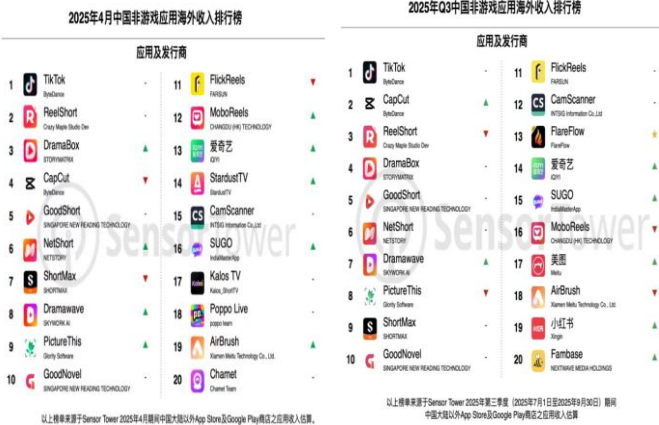 2025年4月中国非游戏应用海外收入排行榜
应用及发行商
1 TikTok
ByteDance
2 ReelShort
Crazy Maple Studio Dev
3 DramaBox
STORYMATRIX
4 CapCut
ByteDance
5 GoodShort
SINGAPORE NEW READING TECHNOLOGY
6 NetShort
NETSTORY
7 ShortMax
SHORTMAX
8 Dramawave
SKYWORK AI
9 PictureThis
Glority Software
10 GoodNovel
SINGAPORE NEW READING TECHNOLOGY
11 FlickReels
FARSUN
12 MoboReels
CHANGDU (HK) TECHNOLOGY
13 爱奇艺
IQIYI
14 StardustTV
StardustTV
15 CamScanner
INTSIG Information Co.,Ltd
16 SUGO
IndiaMasterApp
17 Kalos TV
Kalos_ShortTV
18 Poppo Live
poppo team
19 AirBrush
Xiamen Meitu Technology Co., Ltd.
20 Chamet
Chamet Team
Sensor Tower
以上榜单来源于Sensor Tower 2025年4月期间中国大陆以外App Store及Google Play商店之应用收入估算。
2025年Q3中国非游戏应用海外收入排行榜
应用及发行商
1 TikTok
ByteDance
2 CapCut
ByteDance
3 ReelShort
Crazy Maple Studio Dev
4 DramaBox
STORYMATRIX
5 GoodShort
SINGAPORE NEW READING TECHNOLOGY
6 NetShort
NETSTORY
7 Dramawave
SKYWORK AI
8 PictureThis
Glority Software
9 ShortMax
SHORTMAX
10 GoodNovel
SINGAPORE NEW READING TECHNOLOGY
11 FlickReels
FARSUN
12 CamScanner
INTSIG Information Co.,Ltd
13 FlareFlow
FlareFlow
14 爱奇艺
IQIYI
15 SUGO
IndiaMasterApp
16 MoboReels
CHANGDU (HK) TECHNOLOGY
17 美图
Meitu
18 AirBrush
Xiamen Meitu Technology Co., Ltd.
19 小红书
Xingin
20 Fambase
NEXTWAVE MEDIA HOLDINGS
Sensor Tower
以上榜单来源于Sensor Tower 2025年第三季度（2025年7月1日至2025年9月30日）期间
中国大陆以外App Store及Google Play商店之应用收入估算